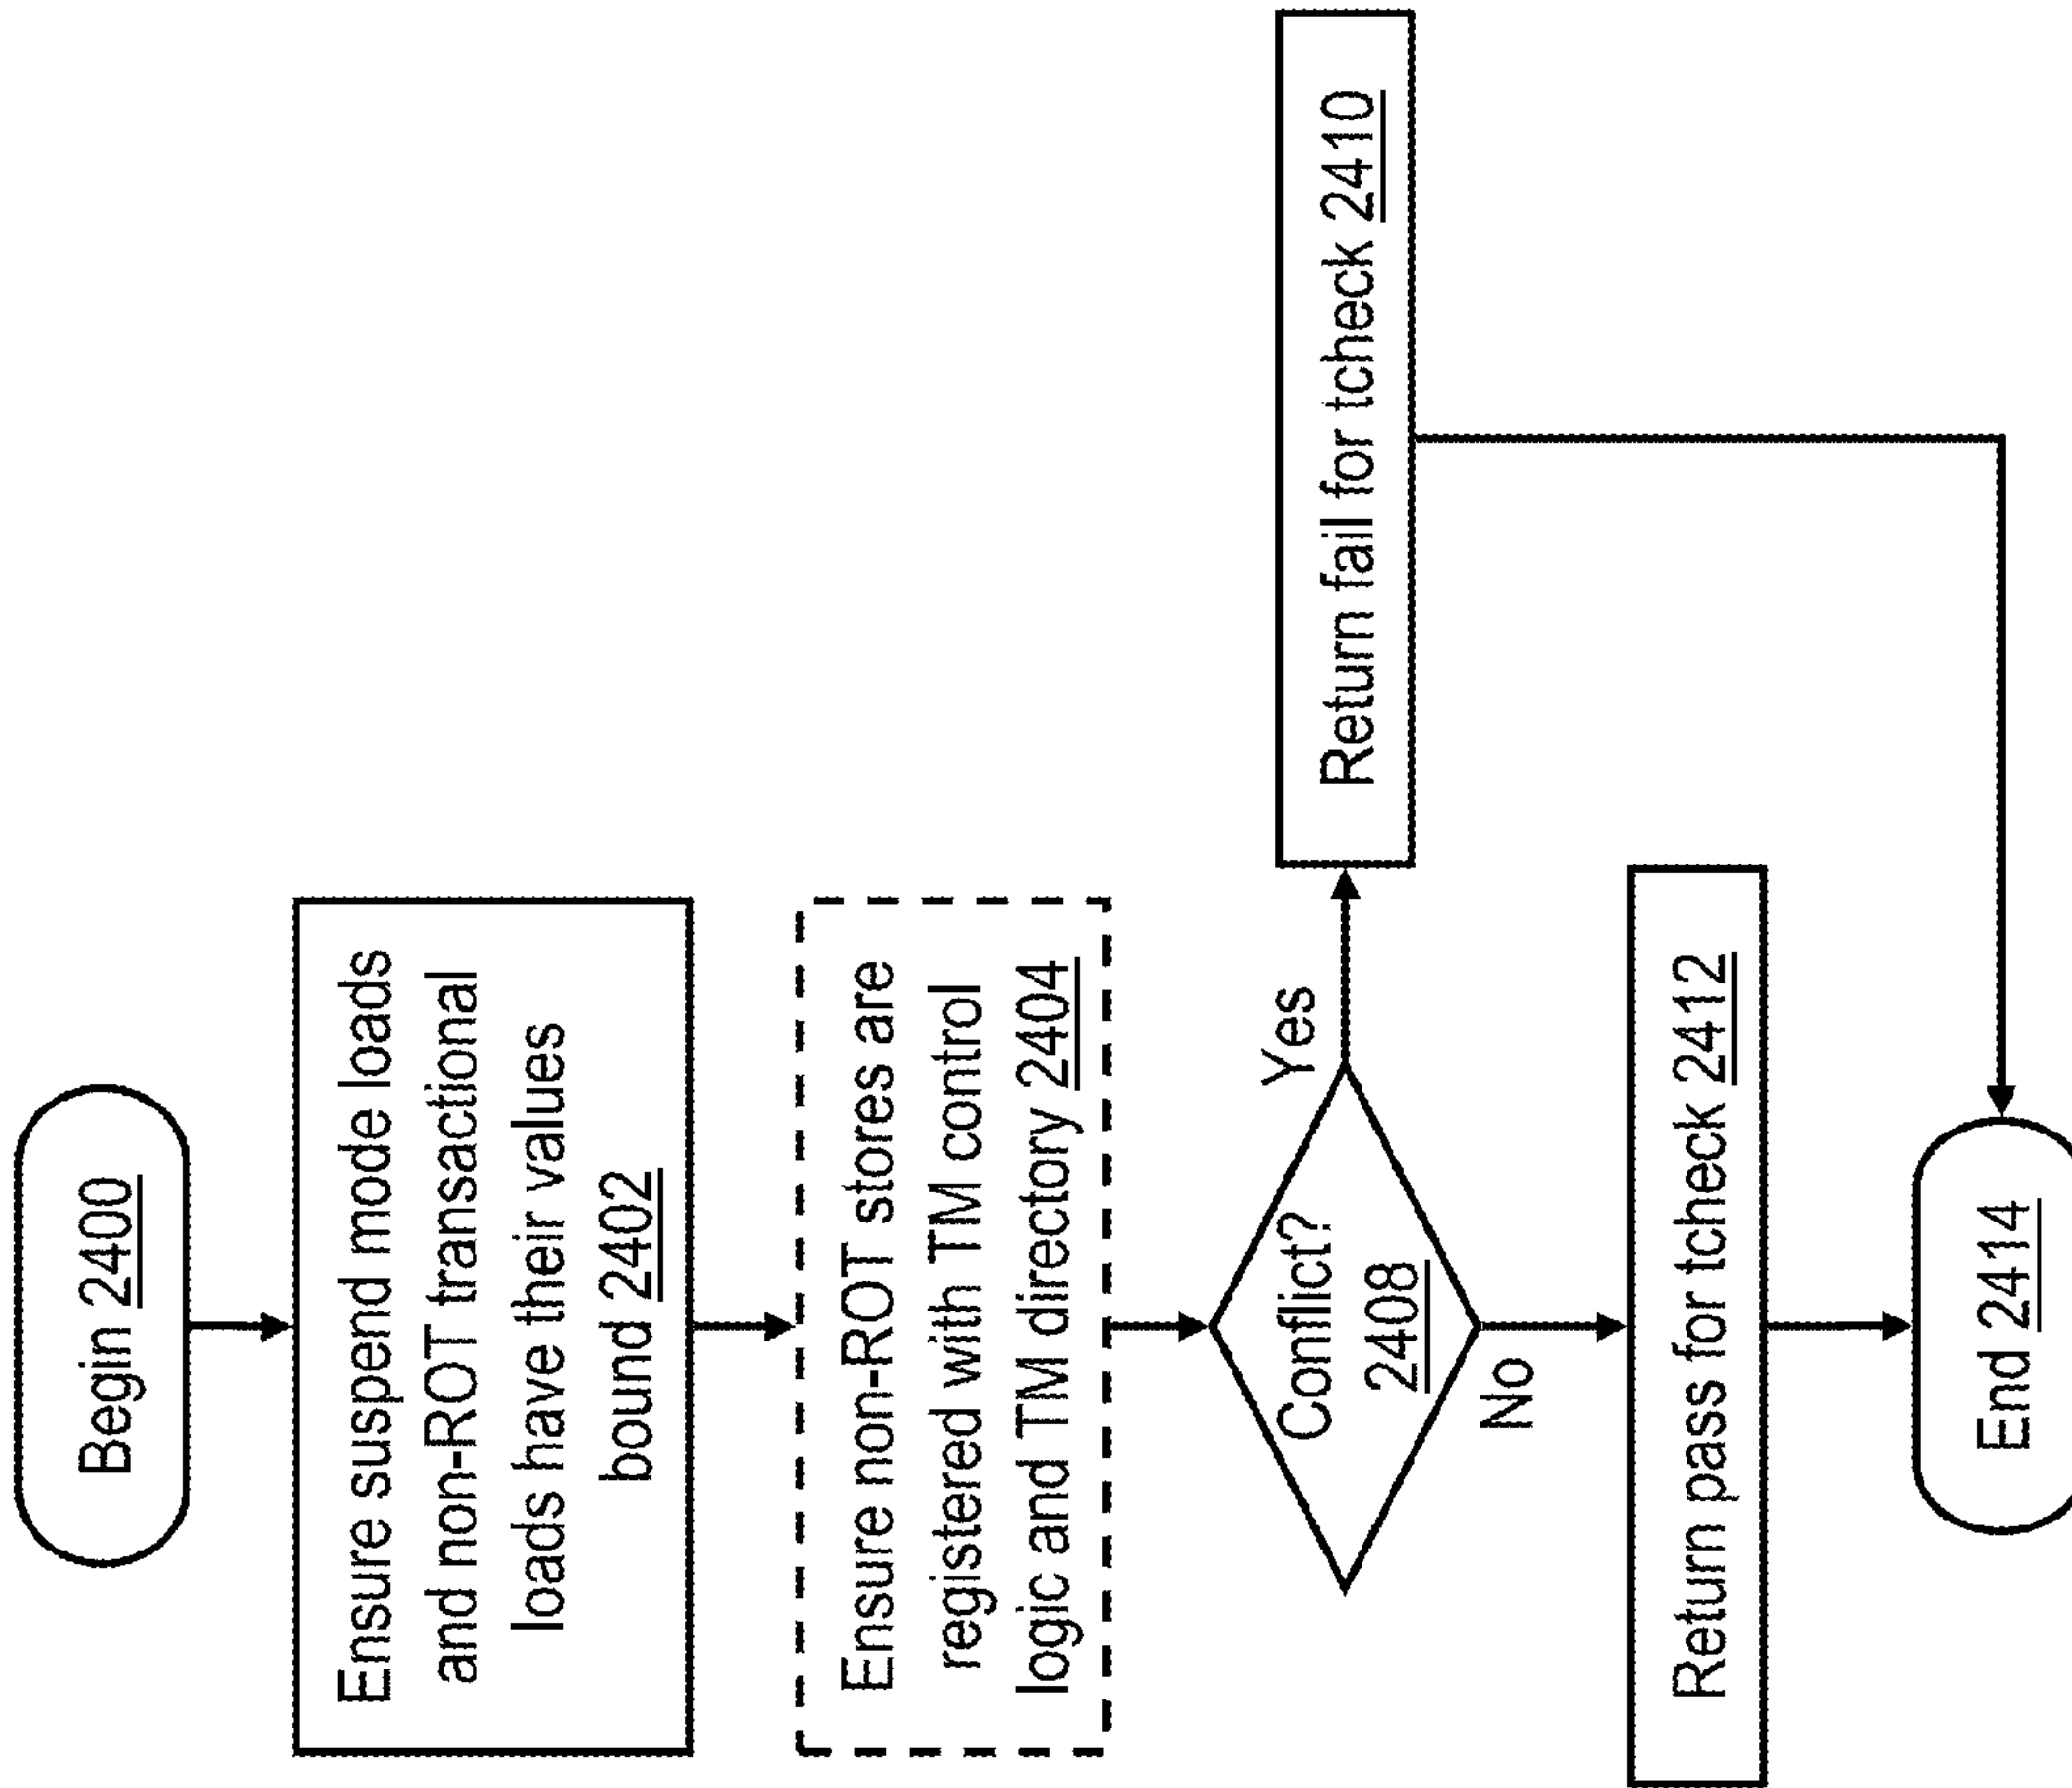 Begin 2400
Ensure suspend mode loads
and non-ROT transactional
loads have their values
bound 2402
Ensure non-ROT stores are
registered with TM control
logic and TM directory 2404
Conflict?
2408
Yes
Return fail for tcheck 2410
No
Return pass for tcheck 2412
End 2414